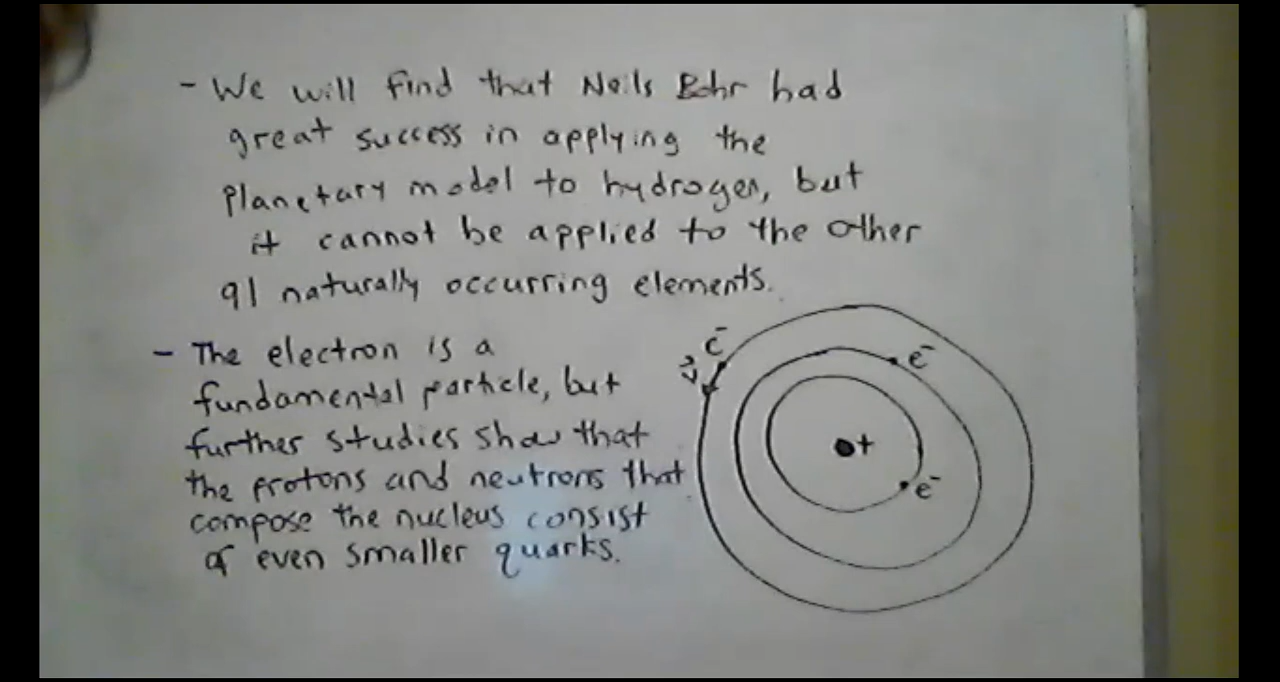 - We will find that Neils Bohr had
great success in applying the
planetary model to hydrogen, but
it cannot be applied to the other
91 naturally occurring elements.
- The electron is a
fundamental particle, but
further studies show that
the protons and neutrons that
compose the nucleus consist
of even smaller quarks.
e⁻
v⃗
e⁻
+
e⁻